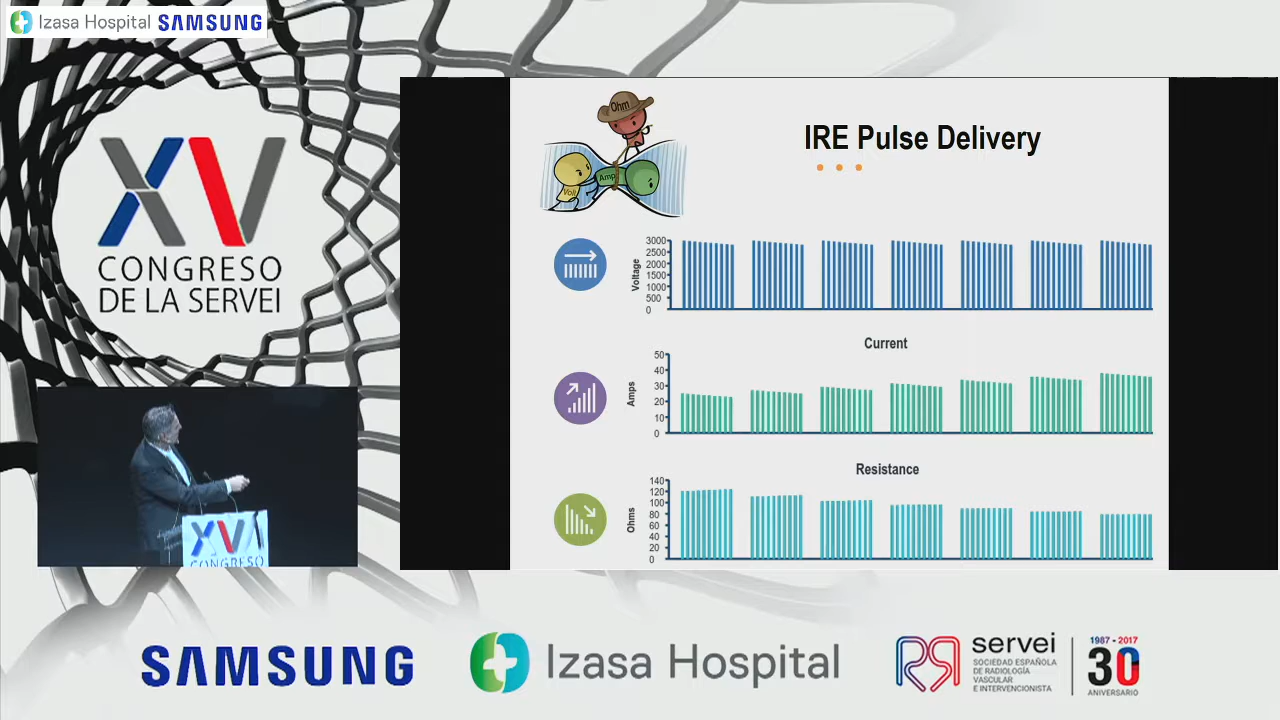 Izasa Hospital SAMSUNG
XV
CONGRESO
DE LA SERVEI
Ohm
Volt
Amp
IRE Pulse Delivery
Voltage
3000
2500
2000
1500
1000
500
0
Current
Amps
50
40
30
20
10
0
Resistance
Ohms
140
120
100
80
60
40
20
0
XV
CONGRESO
SAMSUNG
Izasa Hospital
servei
SOCIEDAD ESPAÑOLA
DE RADIOLOGÍA
VASCULAR
E INTERVENCIONISTA
1987 - 2017
30
ANIVERSARIO